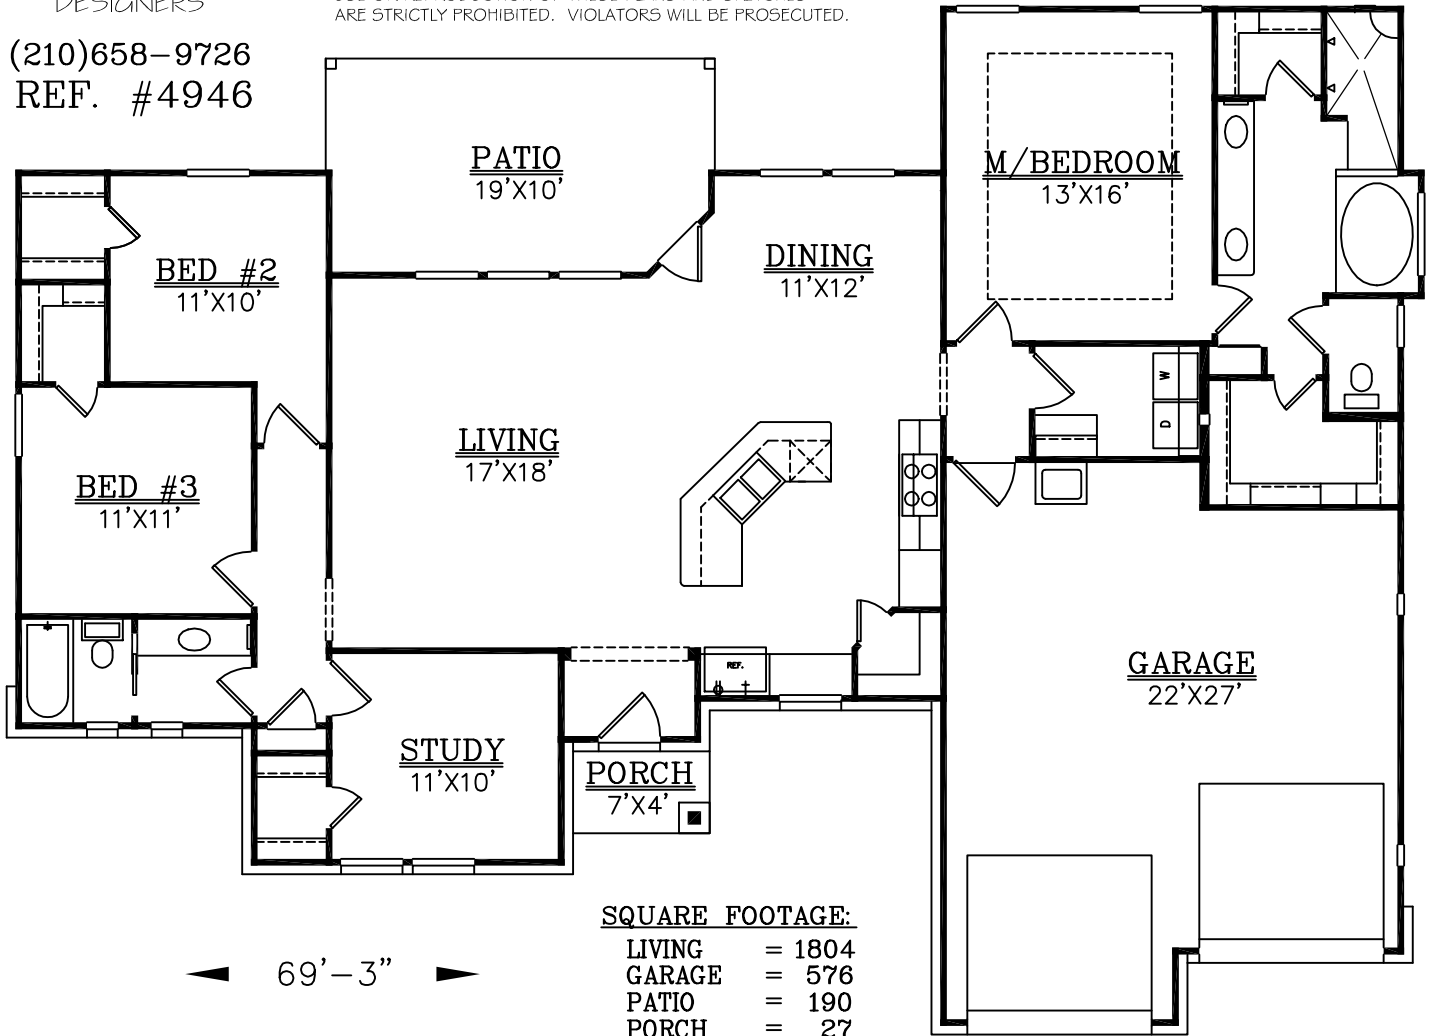 DESIGNERS
ARE STRICTLY PROHIBITED. VIOLATORS WILL BE PROSECUTED.
(210)658-9726
REF. #4946
PATIO
19'X10'
M/BEDROOM
13'X16'
BED #2
11'X10'
DINING
11'X12'
W
D
LIVING
17'X18'
BED #3
11'X11'
REF.
GARAGE
22'X27'
STUDY
11'X10'
PORCH
7'X4'
SQUARE FOOTAGE:
LIVING = 1804
GARAGE = 576
PATIO = 190
PORCH = 27
69'-3"